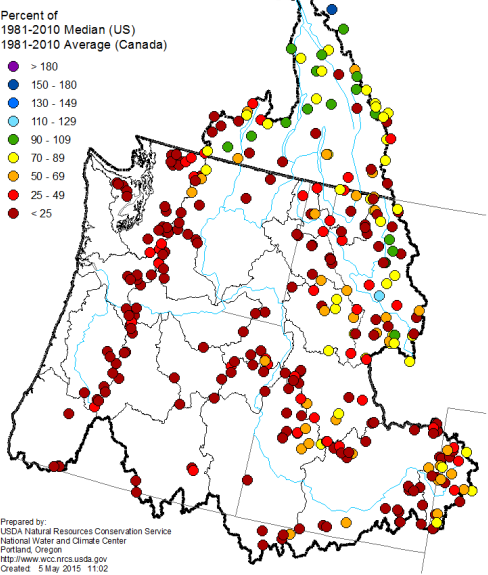 Percent of
1981-2010 Median (US)
1981-2010 Average (Canada)
> 180
150 - 180
130 - 149
110 - 129
90 - 109
70 - 89
50 - 69
25 - 49
< 25
Prepared by:
USDA Natural Resources Conservation Service
National Water and Climate Center
Portland, Oregon
http://www.wcc.nrcs.usda.gov
Created: 5 May 2015 11:02